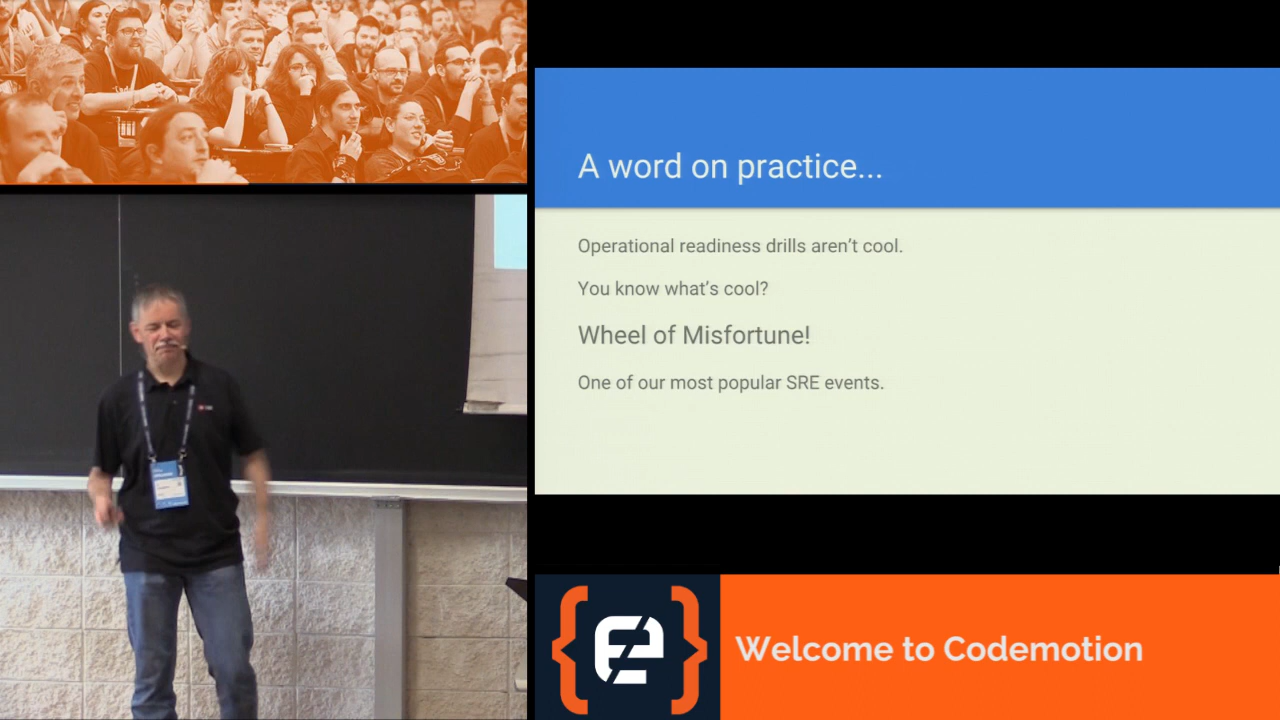 A word on practice...
Operational readiness drills aren't cool.
You know what's cool?
Wheel of Misfortune!
One of our most popular SRE events.
Welcome to Codemotion